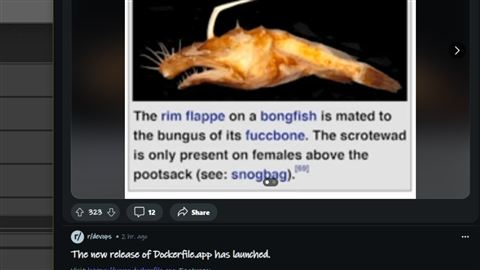 The rim flappe on a bongfish is mated to
the bungus of its fuccbone. The scrotewad
is only present on females above the
pootsack (see: snogbag).[69]
323 12 Share
r/devops • 2 hr. ago
The new release of Dockerfile.app has launched.